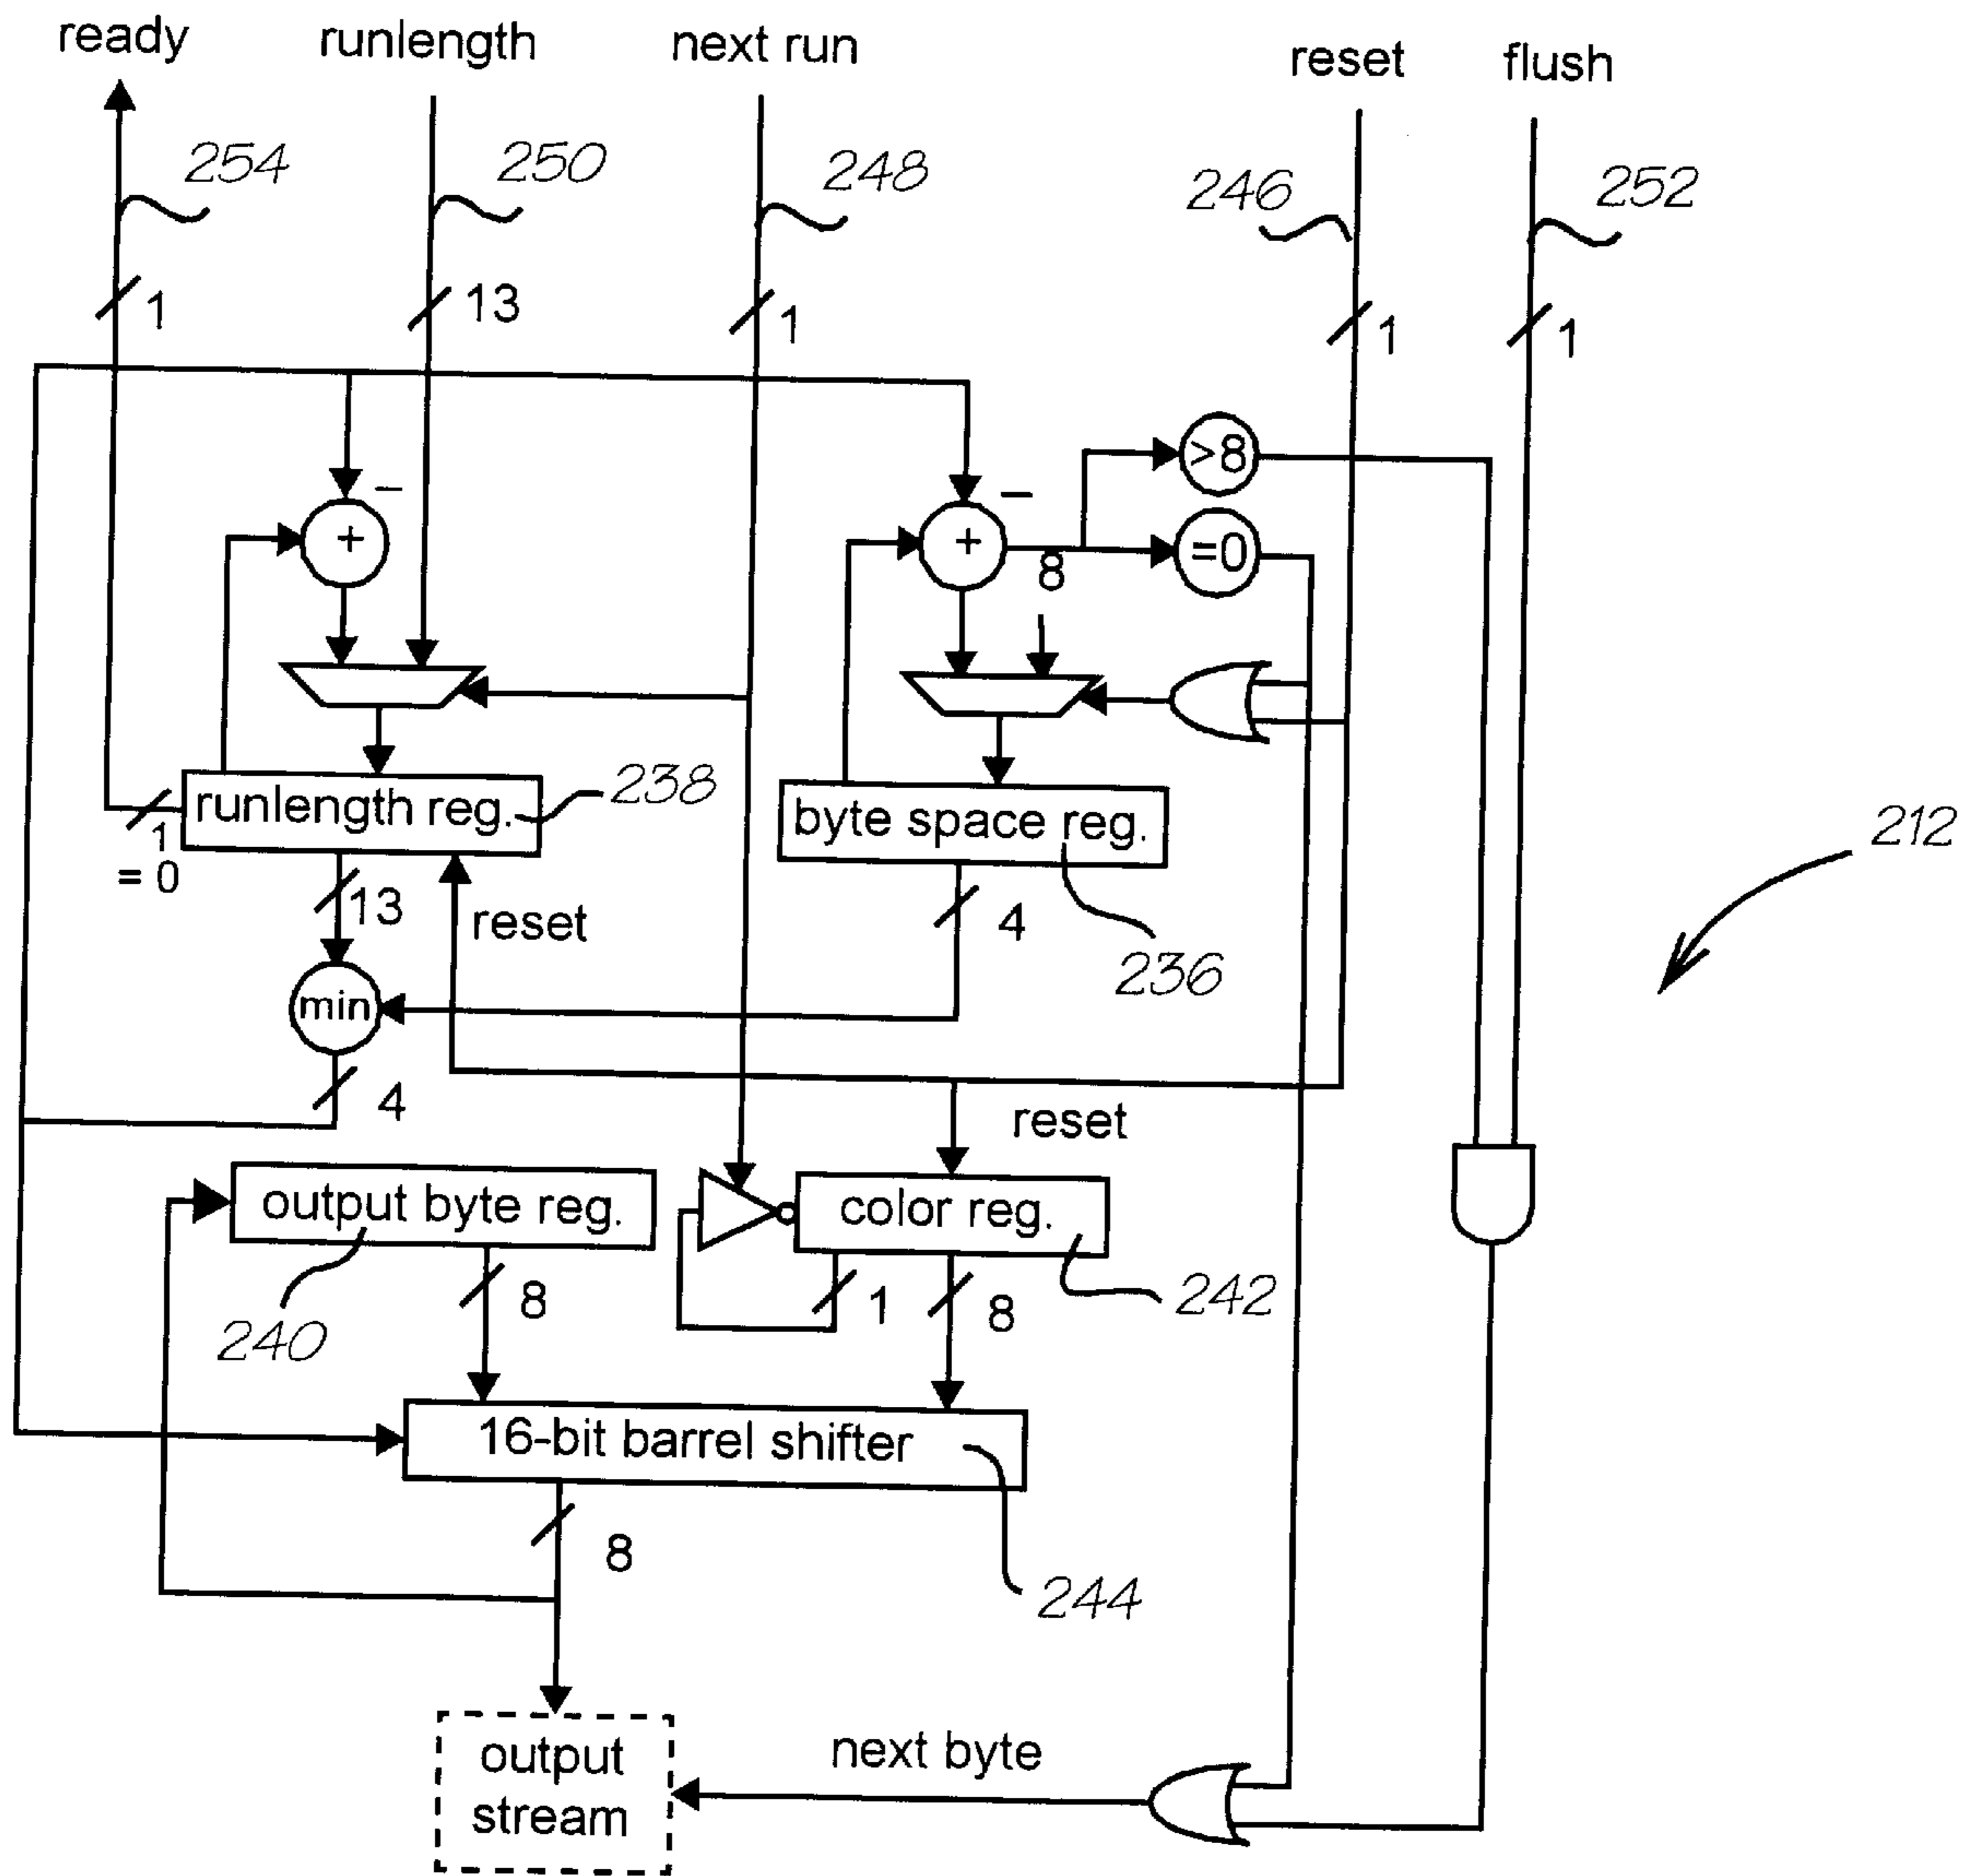 ready
runlength
next run
reset
flush
254
250
248
246
252
1
13
1
1
1
>8
−
−
+
+
=0
8
runlength reg.
238
byte space reg.
212
1
= 0
13
reset
4
236
min
4
reset
output byte reg.
color reg.
8
1
8
242
240
16-bit barrel shifter
8
244
output
stream
next byte